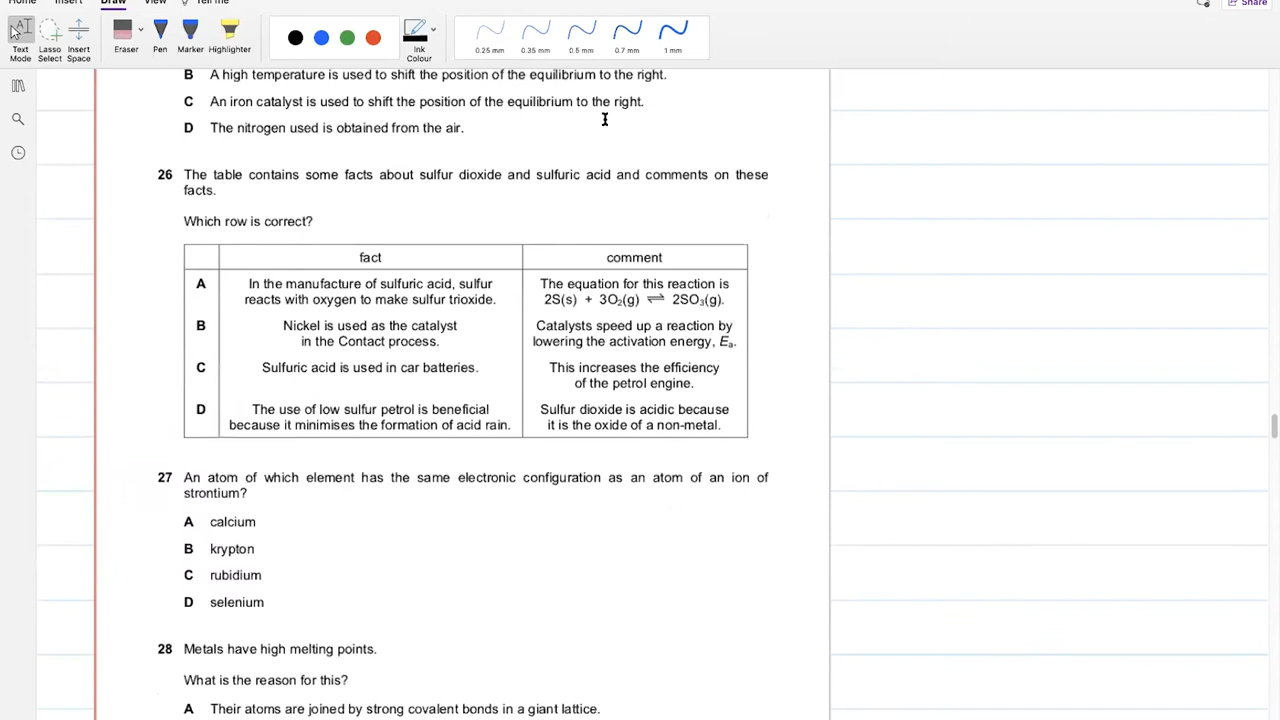 Home Insert Draw View Tell me Share
Text Mode
Lasso Select
Insert Space
Eraser
Pen
Marker
Highlighter
Ink Colour
0.25 mm
0.35 mm
0.5 mm
0.7 mm
1 mm
B A high temperature is used to shift the position of the equilibrium to the right.
C An iron catalyst is used to shift the position of the equilibrium to the right.
D The nitrogen used is obtained from the air.
26 The table contains some facts about sulfur dioxide and sulfuric acid and comments on these
facts.
Which row is correct?
fact comment
A In the manufacture of sulfuric acid, sulfur The equation for this reaction is
reacts with oxygen to make sulfur trioxide. 2S(s) + 3O₂(g) ⇌ 2SO₃(g).
B Nickel is used as the catalyst Catalysts speed up a reaction by
in the Contact process. lowering the activation energy, Eₐ.
C Sulfuric acid is used in car batteries. This increases the efficiency
of the petrol engine.
D The use of low sulfur petrol is beneficial Sulfur dioxide is acidic because
because it minimises the formation of acid rain. it is the oxide of a non-metal.
27 An atom of which element has the same electronic configuration as an atom of an ion of
strontium?
A calcium
B krypton
C rubidium
D selenium
28 Metals have high melting points.
What is the reason for this?
A Their atoms are joined by strong covalent bonds in a giant lattice.